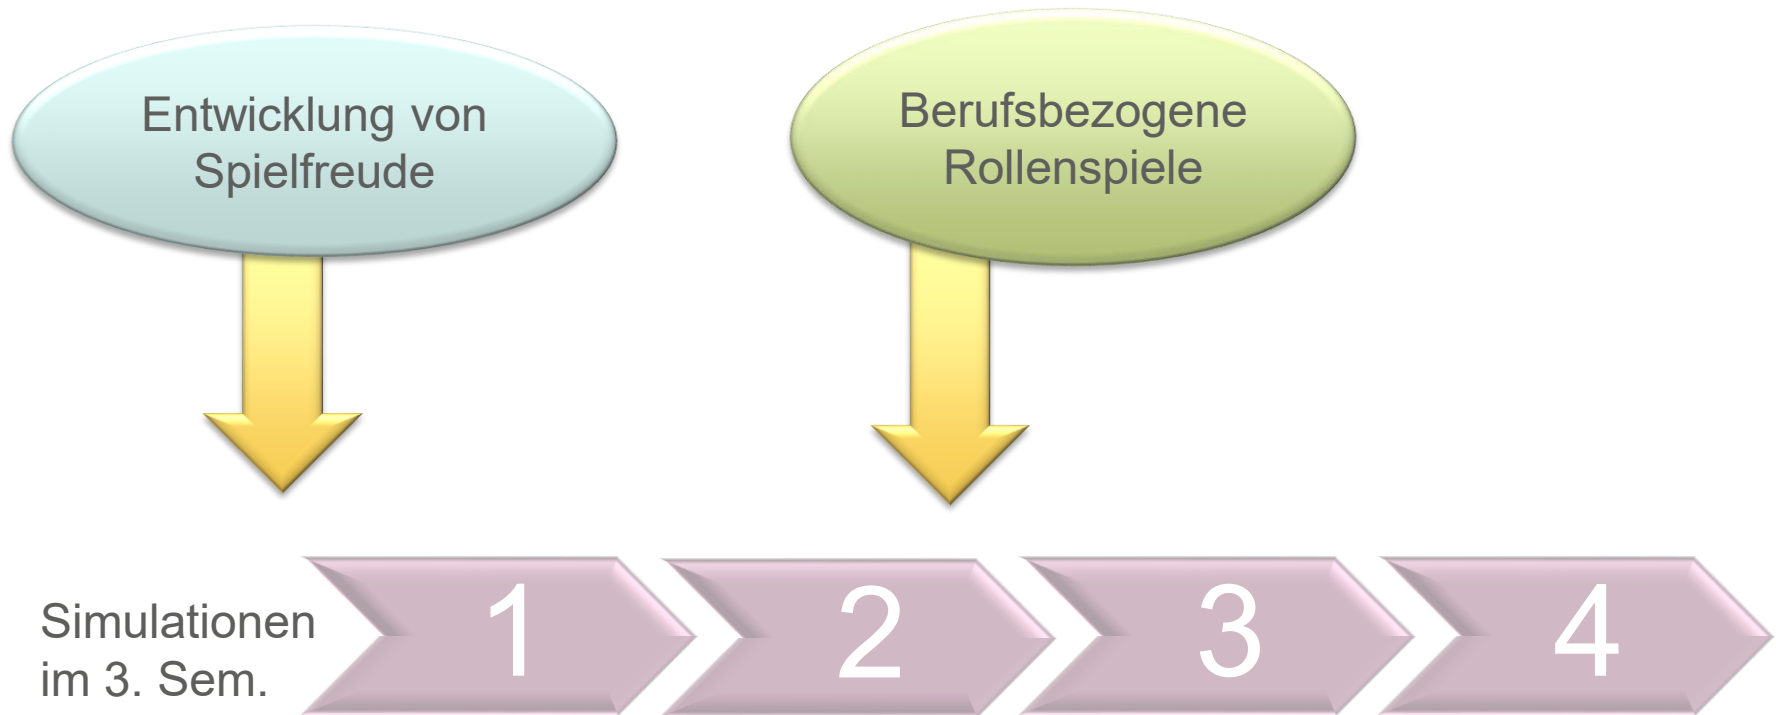 Entwicklung von
Spielfreude
Berufsbezogene
Rollenspiele
Simulationen
im 3. Sem.
1
2
3
4